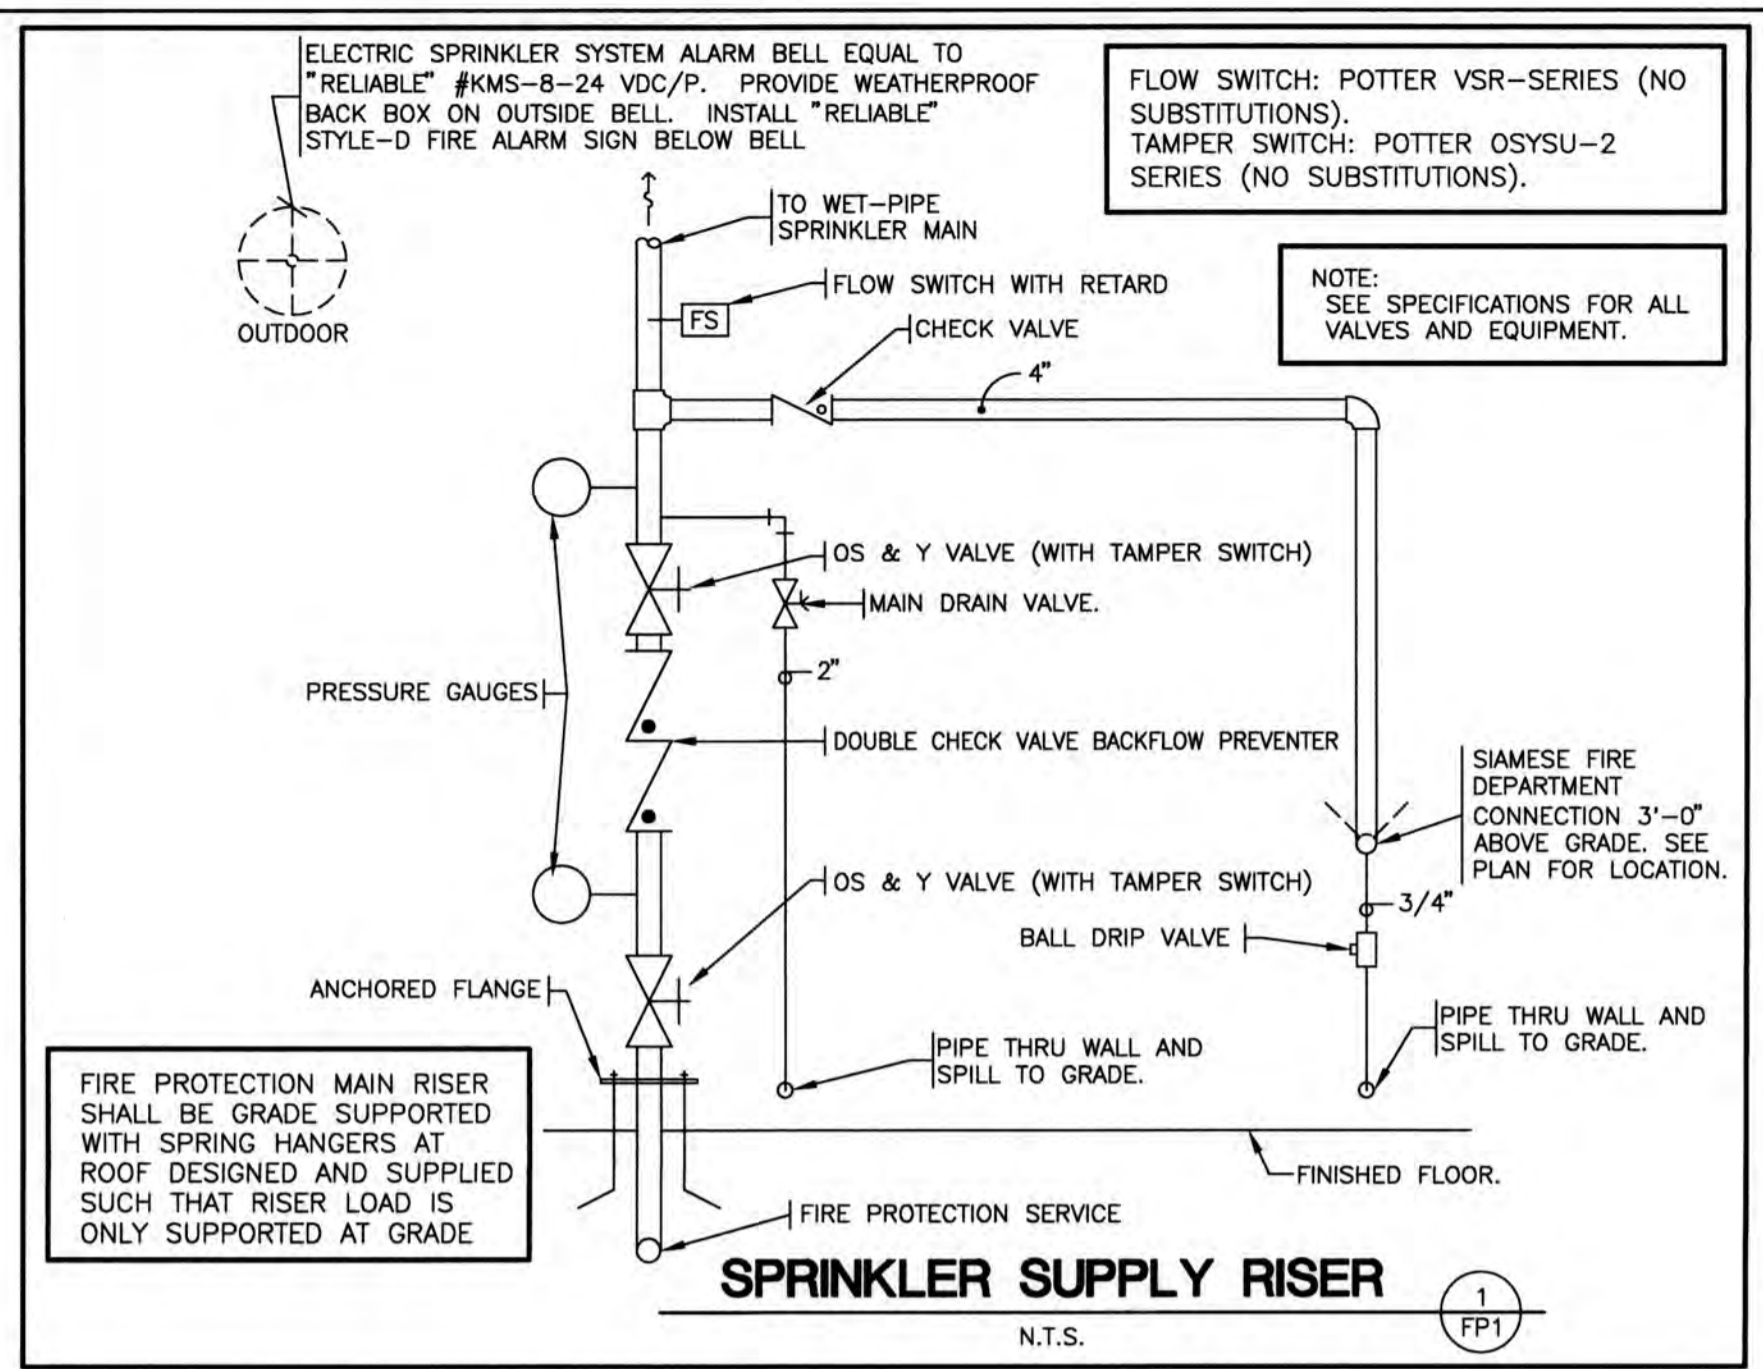 ELECTRIC SPRINKLER SYSTEM ALARM BELL EQUAL TO
"RELIABLE" #KMS-8-24 VDC/P. PROVIDE WEATHERPROOF
BACK BOX ON OUTSIDE BELL. INSTALL "RELIABLE"
STYLE-D FIRE ALARM SIGN BELOW BELL
OUTDOOR
FLOW SWITCH: POTTER VSR-SERIES (NO
SUBSTITUTIONS).
TAMPER SWITCH: POTTER OSYSU-2
SERIES (NO SUBSTITUTIONS).
NOTE:
SEE SPECIFICATIONS FOR ALL
VALVES AND EQUIPMENT.
TO WET-PIPE
SPRINKLER MAIN
FLOW SWITCH WITH RETARD
FS
CHECK VALVE
4"
OS & Y VALVE (WITH TAMPER SWITCH)
MAIN DRAIN VALVE.
2"
PRESSURE GAUGES
DOUBLE CHECK VALVE BACKFLOW PREVENTER
SIAMESE FIRE
DEPARTMENT
CONNECTION 3'-0"
ABOVE GRADE. SEE
PLAN FOR LOCATION.
OS & Y VALVE (WITH TAMPER SWITCH)
3/4"
BALL DRIP VALVE
ANCHORED FLANGE
PIPE THRU WALL AND
SPILL TO GRADE.
PIPE THRU WALL AND
SPILL TO GRADE.
FIRE PROTECTION MAIN RISER
SHALL BE GRADE SUPPORTED
WITH SPRING HANGERS AT
ROOF DESIGNED AND SUPPLIED
SUCH THAT RISER LOAD IS
ONLY SUPPORTED AT GRADE
FINISHED FLOOR.
FIRE PROTECTION SERVICE
SPRINKLER SUPPLY RISER
N.T.S.
1
FP1